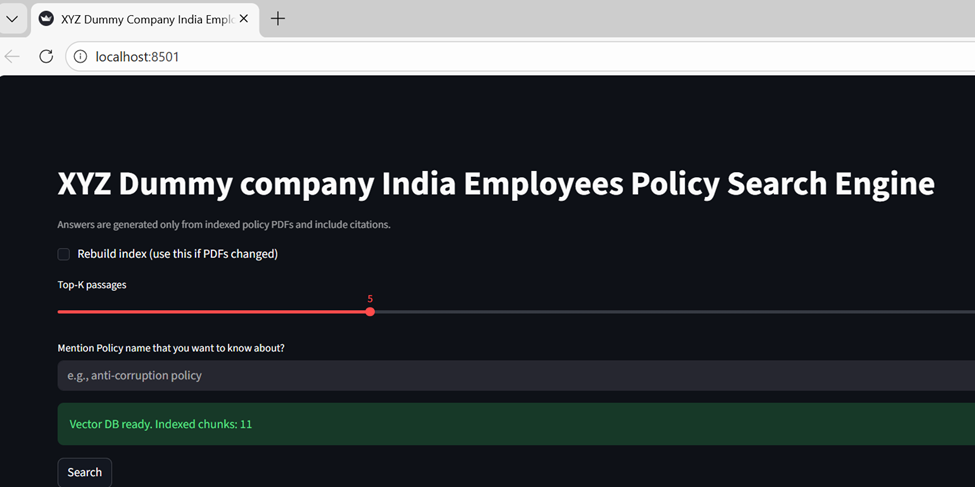 XYZ Dummy Company India Empl
localhost:8501
XYZ Dummy company India Employees Policy Search Engine
Answers are generated only from indexed policy PDFs and include citations.
Rebuild index (use this if PDFs changed)
Top-K passages
5
Mention Policy name that you want to know about?
e.g., anti-corruption policy
Vector DB ready. Indexed chunks: 11
Search